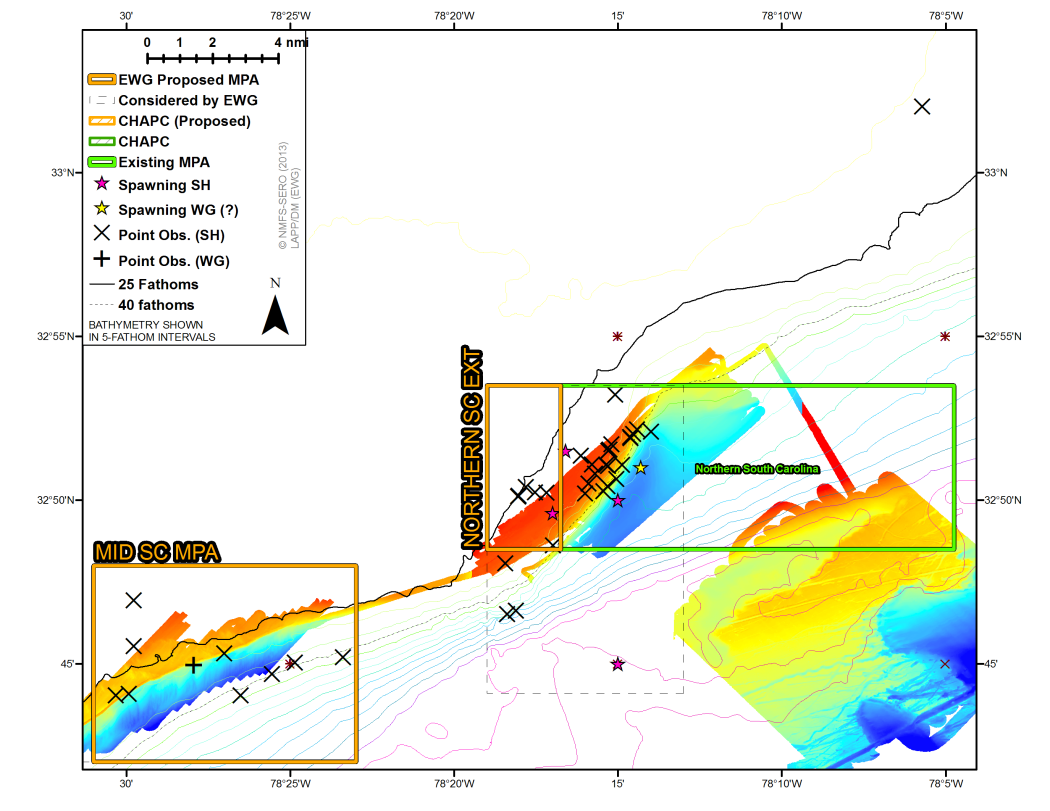 30' 78°25'W 78°20'W 15' 78°10'W 78°5'W
0 1 2 4 nmi
EWG Proposed MPA
Considered by EWG
CHAPC (Proposed)
CHAPC
Existing MPA
Spawning SH
Spawning WG (?)
Point Obs. (SH)
Point Obs. (WG)
25 Fathoms
40 fathoms
BATHYMETRY SHOWN
IN 5-FATHOM INTERVALS
© NMFS-SERO (2013)
LAPP/DM (EWG)
N
33°N 33°N
32°55'N 32°55'N
NORTHERN SC EXT
Northern South Carolina
32°50'N 32°50'N
MID SC MPA
45' 45'
30' 78°25'W 78°20'W 15' 78°10'W 78°5'W